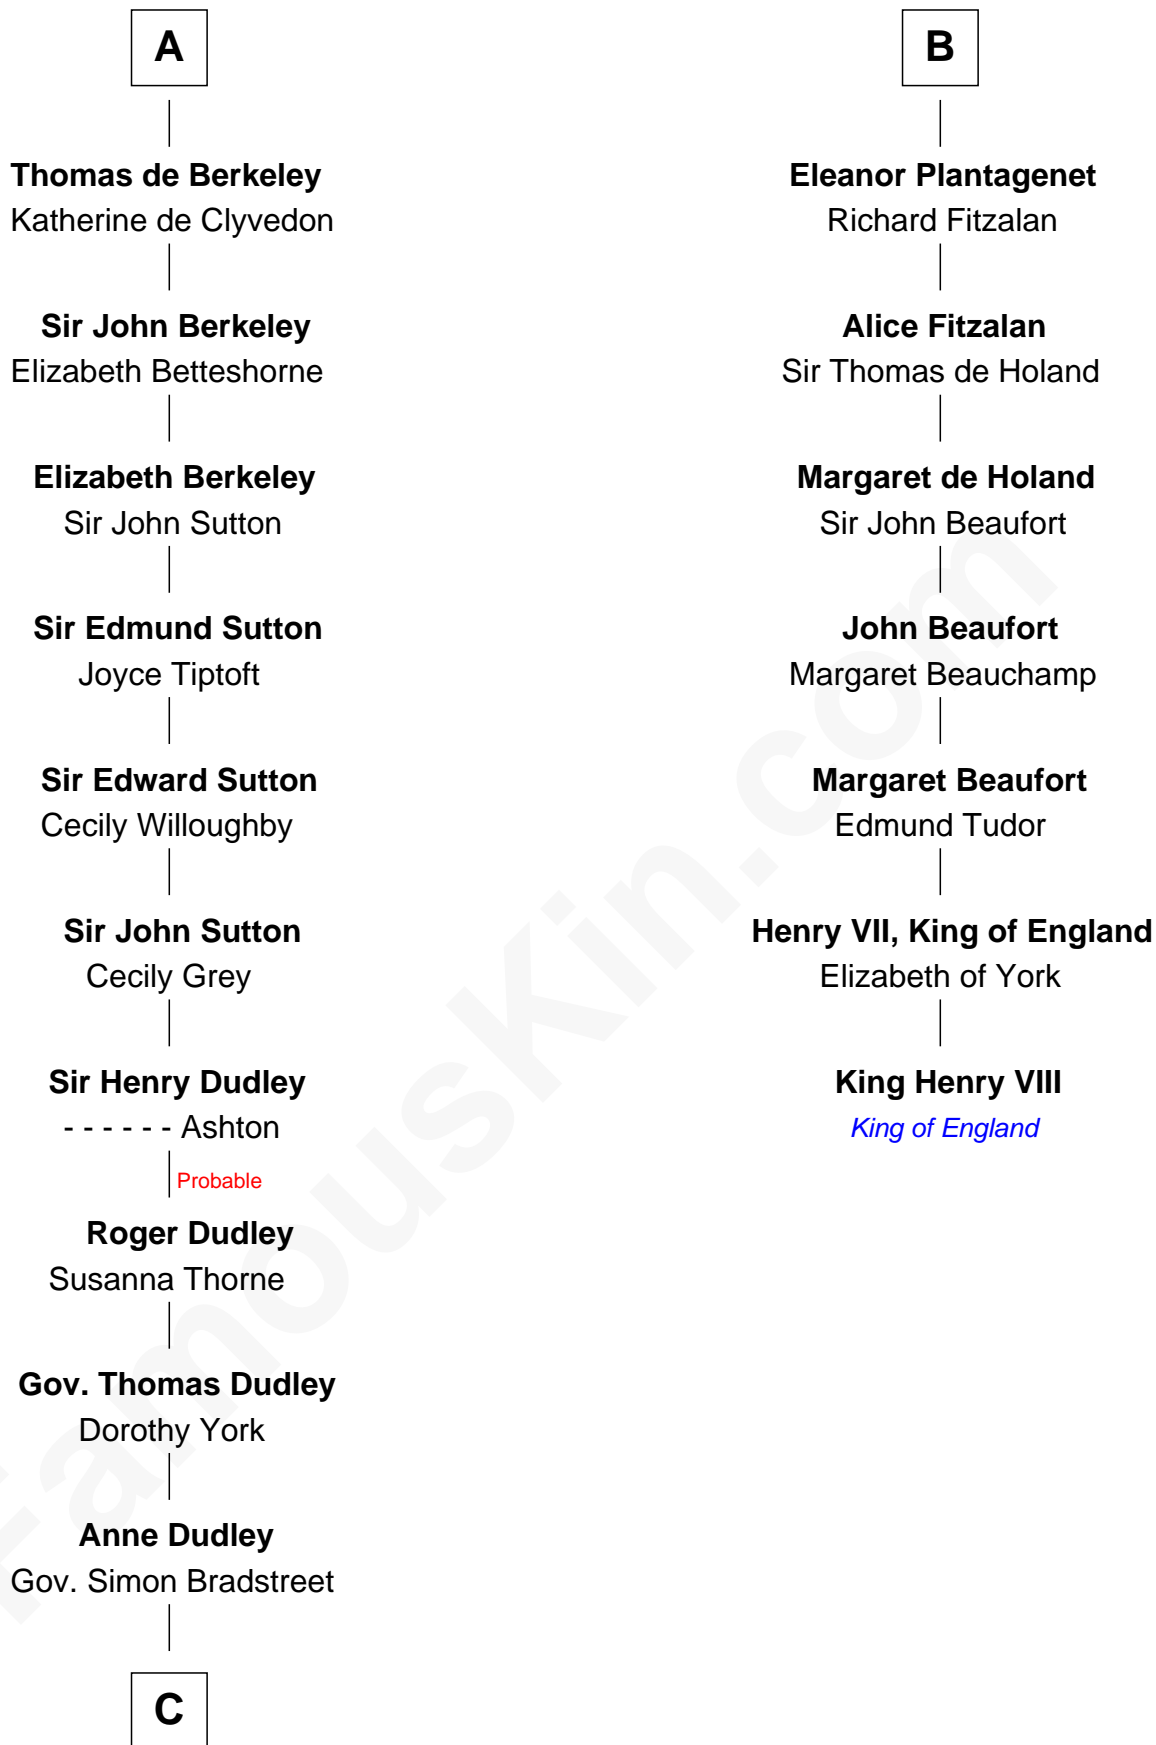 A
Thomas de Berkeley
Katherine de Clyvedon
Sir John Berkeley
Elizabeth Betteshorne
Elizabeth Berkeley
Sir John Sutton
Sir Edmund Sutton
Joyce Tiptoft
Sir Edward Sutton
Cecily Willoughby
Sir John Sutton
Cecily Grey
Sir Henry Dudley
- - - - - - Ashton
Probable
Roger Dudley
Susanna Thorne
Gov. Thomas Dudley
Dorothy York
Anne Dudley
Gov. Simon Bradstreet
C
B
Eleanor Plantagenet
Richard Fitzalan
Alice Fitzalan
Sir Thomas de Holand
Margaret de Holand
Sir John Beaufort
John Beaufort
Margaret Beauchamp
Margaret Beaufort
Edmund Tudor
Henry VII, King of England
Elizabeth of York
King Henry VIII
King of England
FamousKin.com